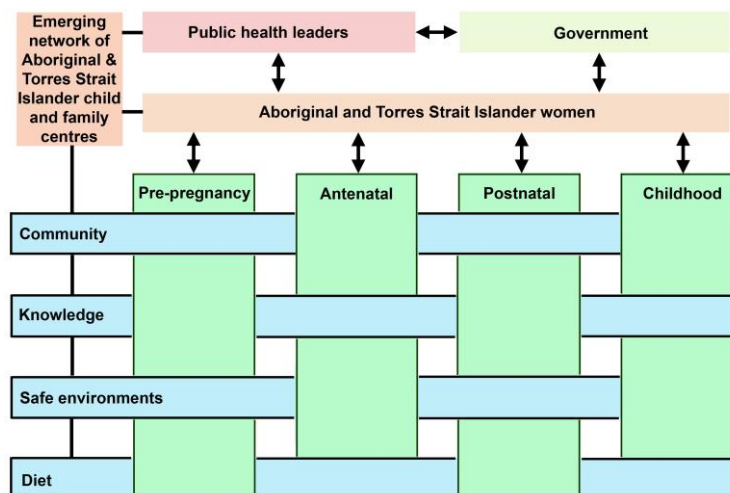 Emerging
network of
Aboriginal &
Torres Strait
Islander child
and family
centres
Public health leaders
Government
Aboriginal and Torres Strait Islander women
Pre-pregnancy
Antenatal
Postnatal
Childhood
Community
Knowledge
Safe environments
Diet